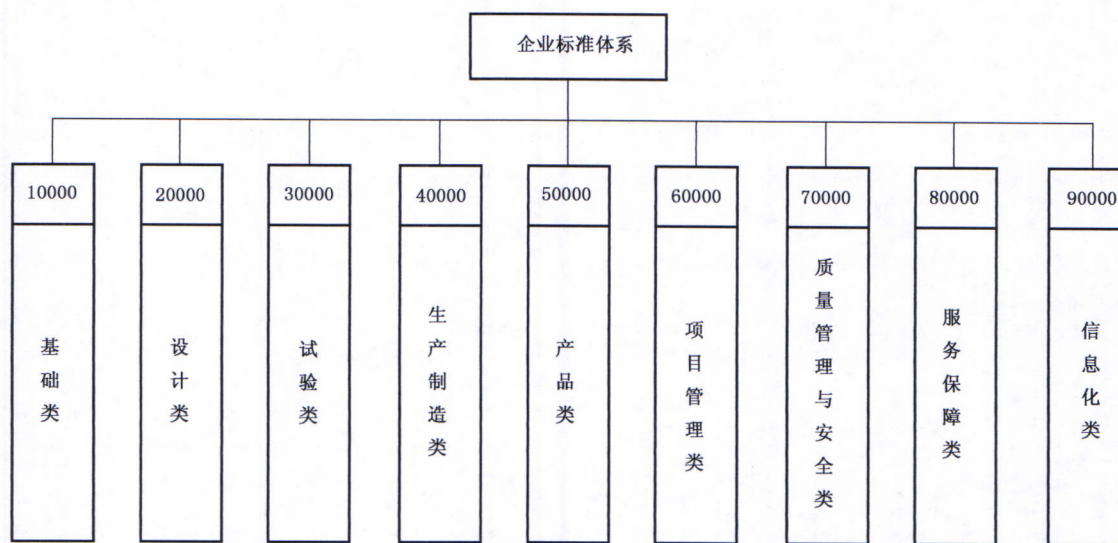 企业标准体系
10000
20000
30000
40000
50000
60000
70000
80000
90000
基础类
设计类
试验类
生产制造类
产品类
项目管理类
质量管理与安全类
服务保障类
信息化类